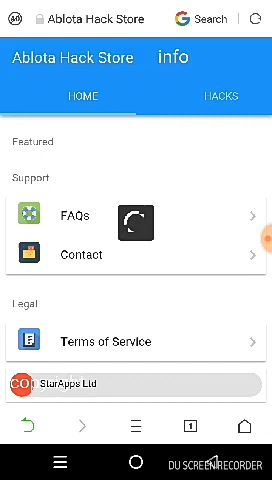 Ablota Hack Store
Search
Ablota Hack Store info
HOME HACKS
Featured
Support
FAQs
Contact
Legal
Terms of Service
StarApps Ltd
1
DU SCREEN RECORDER